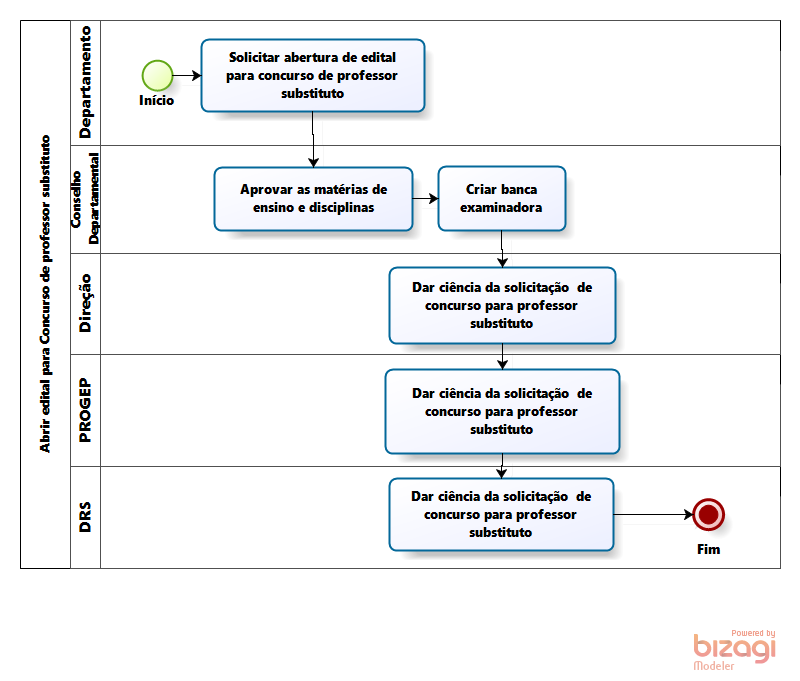 Abrir edital para Concurso de professor substituto
Departamento
Início
Solicitar abertura de edital
para concurso de professor
substituto
Conselho
Departamental
Aprovar as matérias de
ensino e disciplinas
Criar banca
examinadora
Direção
Dar ciência da solicitação de
concurso para professor
substituto
PROGEP
Dar ciência da solicitação de
concurso para professor
substituto
DRS
Dar ciência da solicitação de
concurso para professor
substituto
Fim
Powered by
bizagi
Modeler